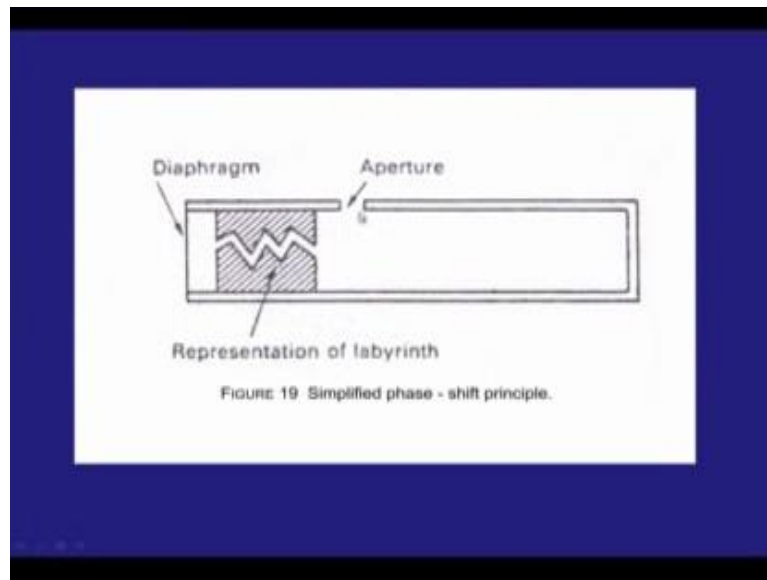 Diaphragm
Aperture
Representation of labyrinth
FIGURE 19 Simplified phase - shift principle.